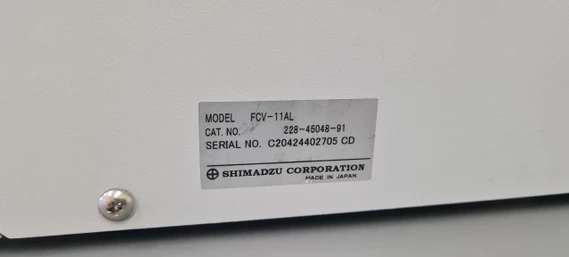 MODEL FCV-11AL
CAT. NO. 228-45048-91
SERIAL NO. C20424402705 CD
SHIMADZU CORPORATION
MADE IN JAPAN